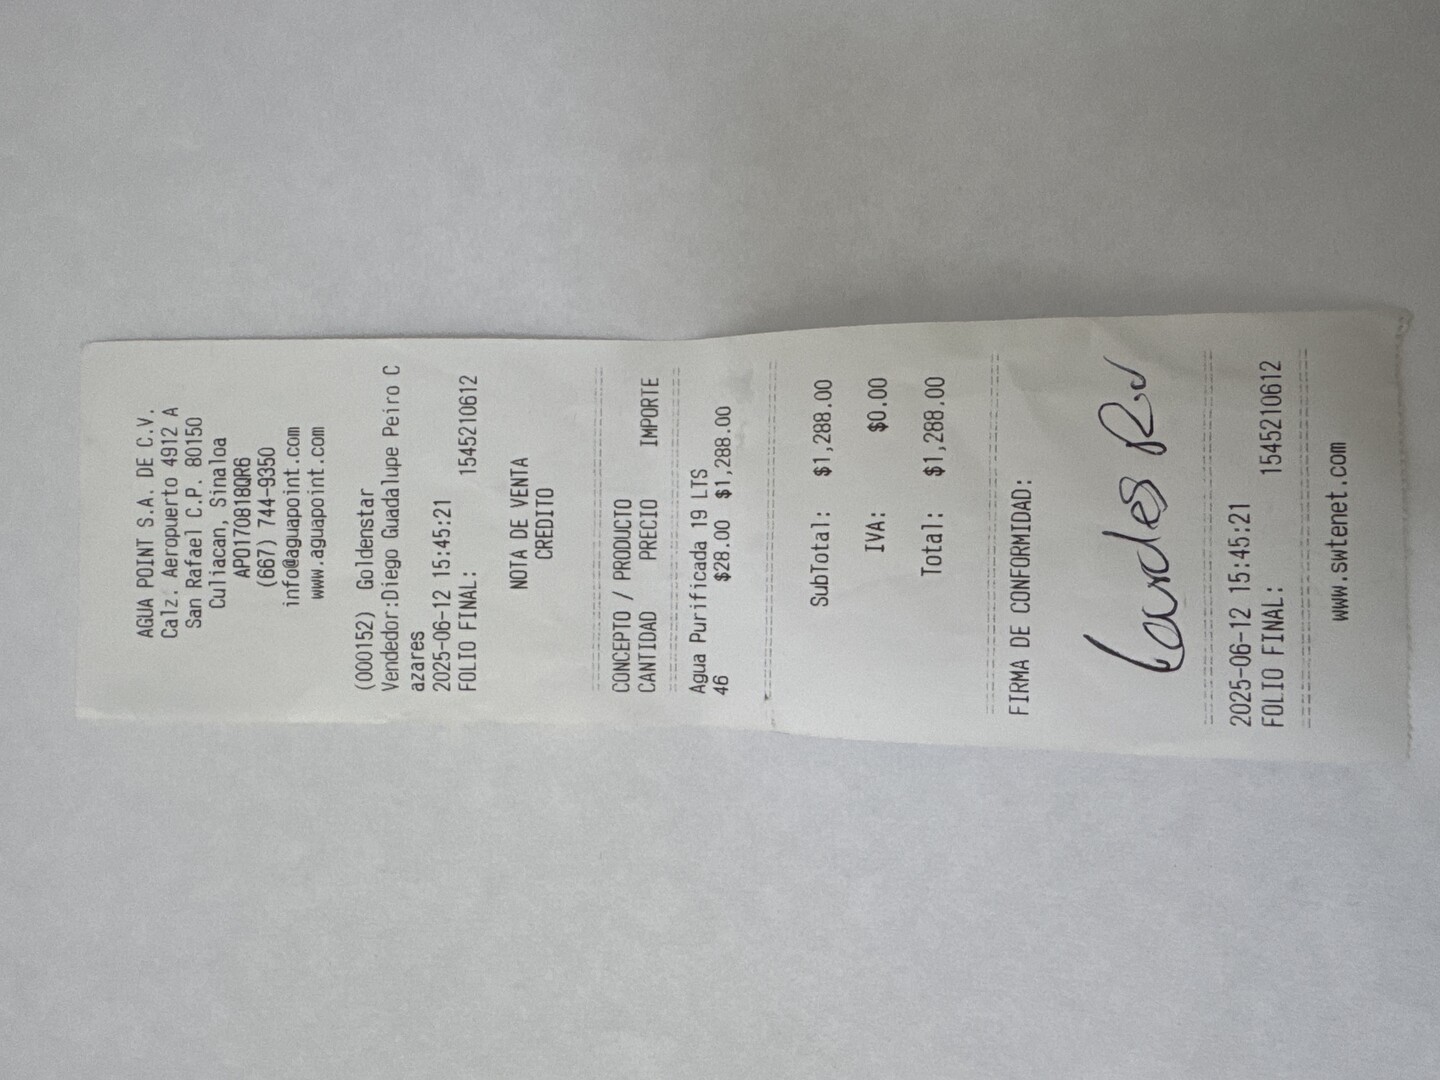 AGUA POINT S.A. DE C.V.
Calz. Aeropuerto 4912 A
San Rafael C.P. 80150
Culiacan, Sinaloa
APO170818QR6
(667) 744-9350
info@aguapoint.com
www.aguapoint.com
(000152) Goldenstar
Vendedor:Diego Guadalupe Peiro C
azares
2025-06-12 15:45:21
FOLIO FINAL: 1545210612
NOTA DE VENTA
CREDITO
CONCEPTO / PRODUCTO
CANTIDAD PRECIO IMPORTE
Agua Purificada 19 LTS
46 $28.00 $1,288.00
SubTotal: $1,288.00
IVA: $0.00
Total: $1,288.00
FIRMA DE CONFORMIDAD:
2025-06-12 15:45:21
FOLIO FINAL: 1545210612
www.swtenet.com